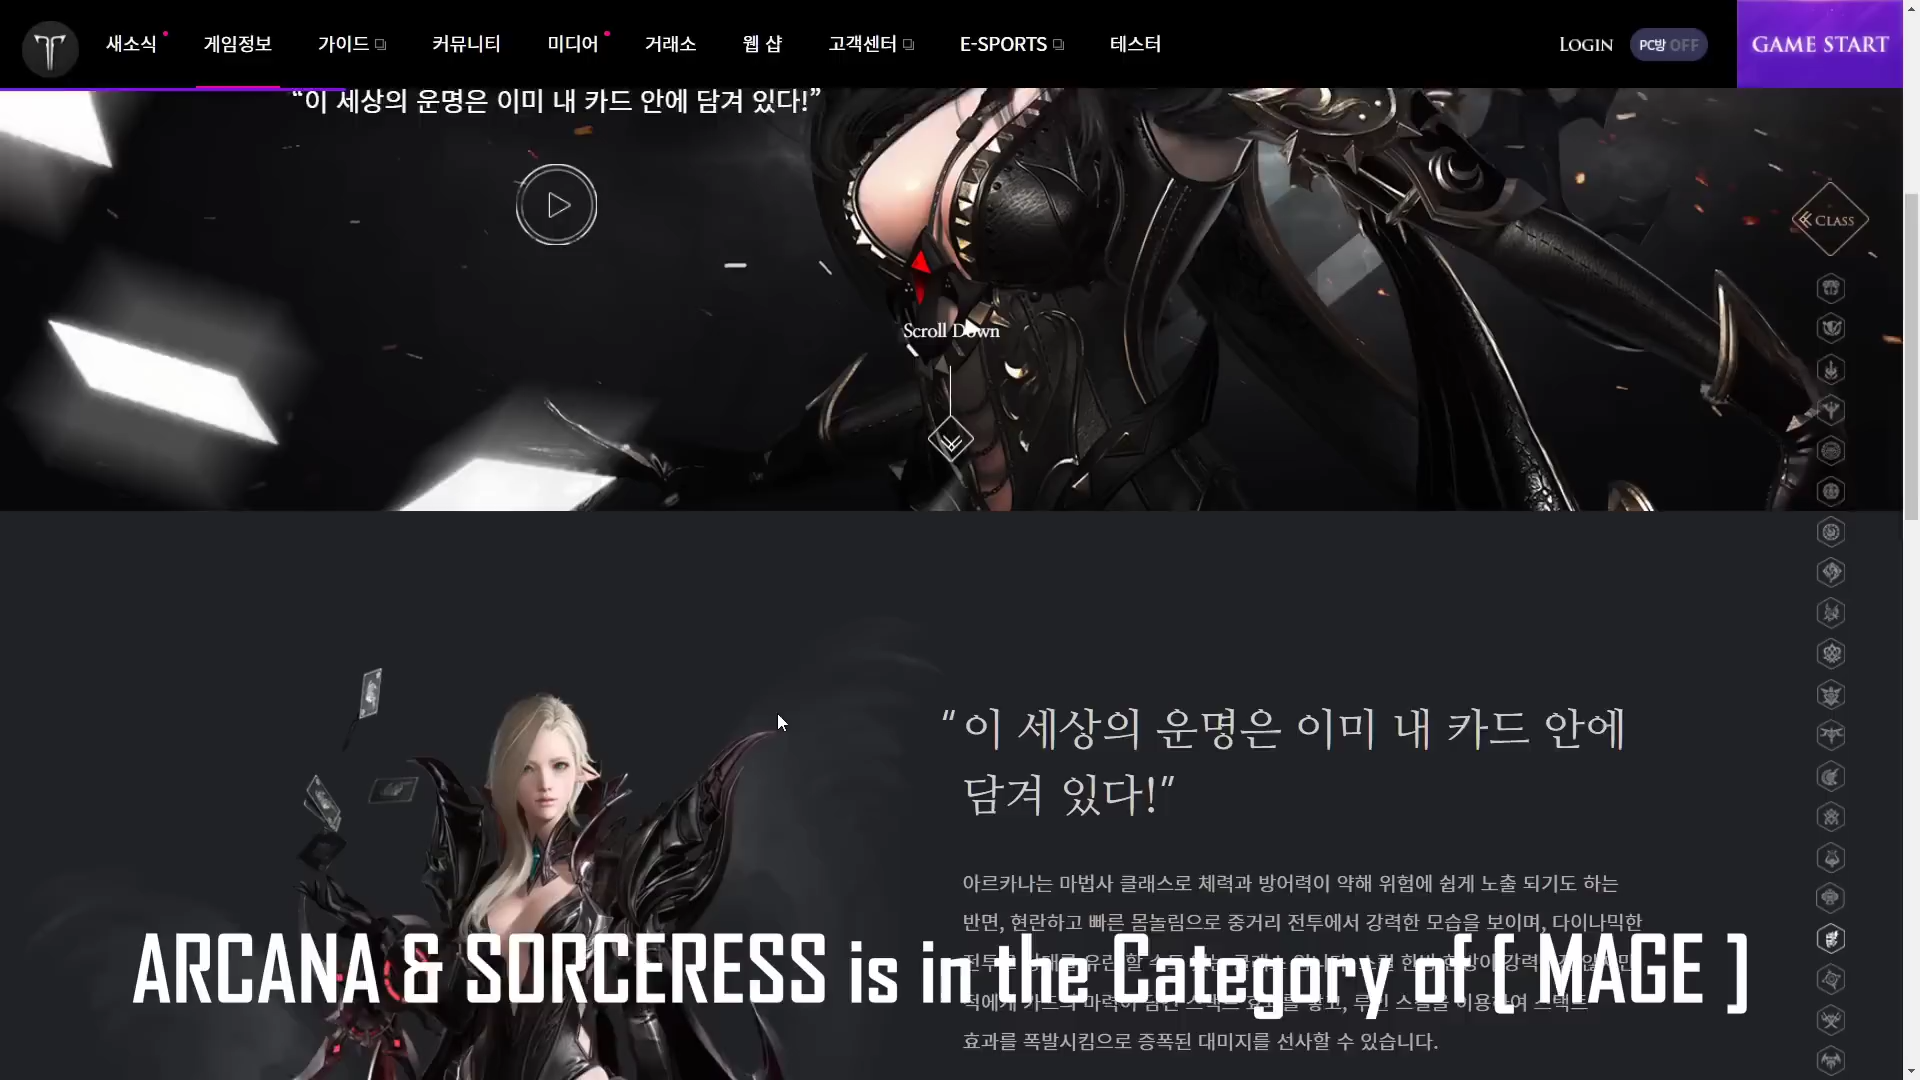 새소식 게임정보 가이드 커뮤니티 미디어 거래소 웹 샵 고객센터 E-SPORTS 테스터 LOGIN PC방 OFF GAME START
“이 세상의 운명은 이미 내 카드 안에 담겨 있다!”
CLASS
Scroll Down
“이 세상의 운명은 이미 내 카드 안에
담겨 있다!”
아르카나는 마법사 클래스로 체력과 방어력이 약해 위험에 쉽게 노출 되기도 하는
반면, 현란하고 빠른 몸놀림으로 중거리 전투에서 강력한 모습을 보이며, 다이나믹한
ARCANA & SORCERESS is in the Category of [ MAGE ]
효과를 폭발시킴으로 증폭된 대미지를 선사할 수 있습니다.